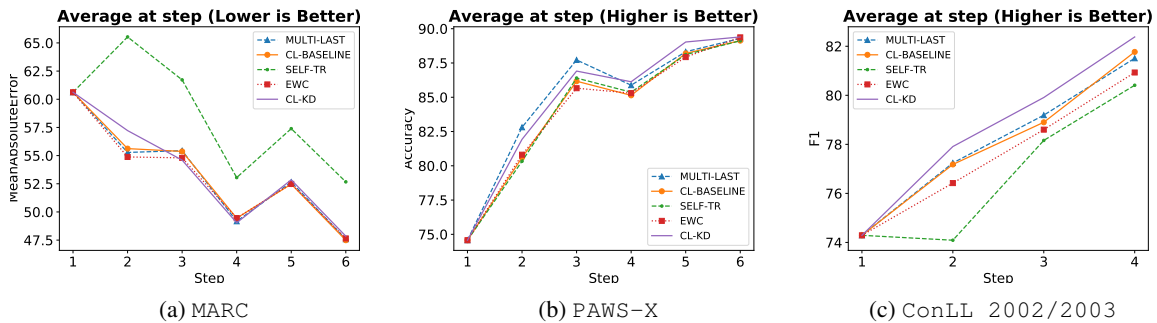 Average at step (Lower is Better)
MeanAbsoluteError
65.0
62.5
60.0
57.5
55.0
52.5
50.0
47.5
MULTI-LAST
CL-BASELINE
SELF-TR
EWC
CL-KD
1 2 3 4 5 6
Step
(a) MARC
Average at step (Higher is Better)
Accuracy
90.0
87.5
85.0
82.5
80.0
77.5
75.0
MULTI-LAST
CL-BASELINE
SELF-TR
EWC
CL-KD
1 2 3 4 5 6
Step
(b) PAWS-X
Average at step (Higher is Better)
F1
82
80
78
76
74
MULTI-LAST
CL-BASELINE
SELF-TR
EWC
CL-KD
1 2 3 4
Step
(c) ConLL 2002/2003